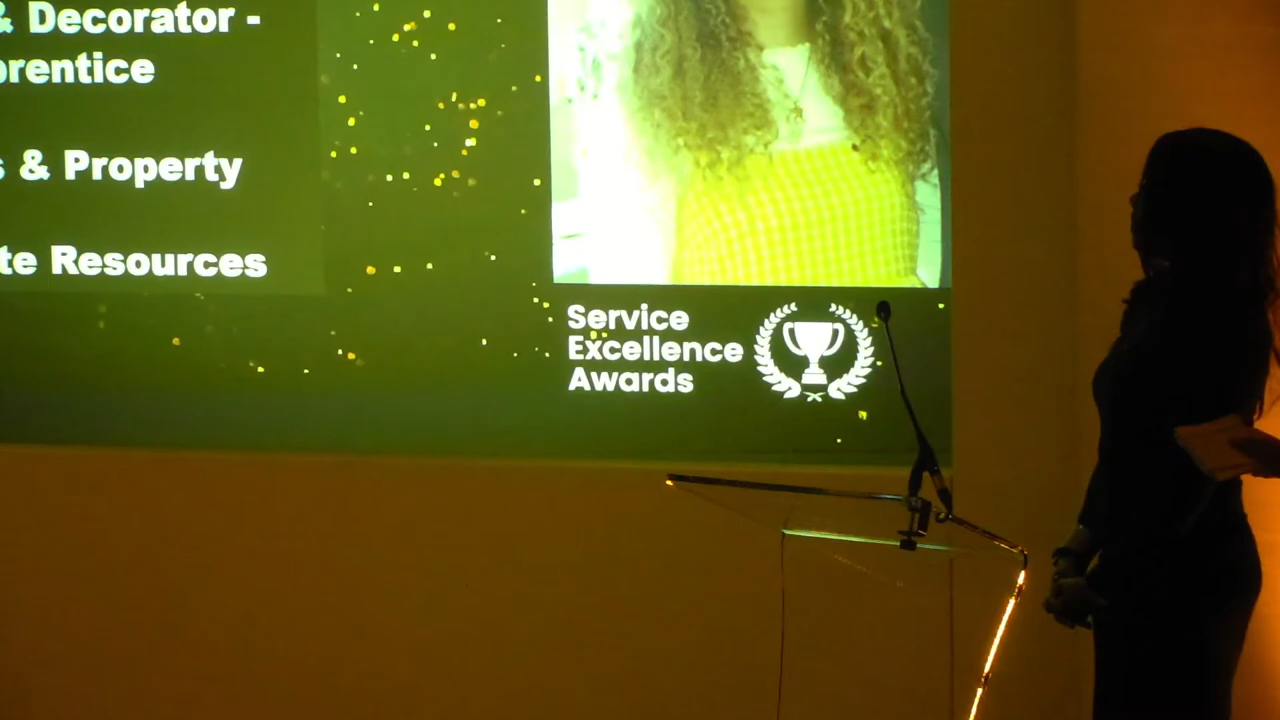 & Decorator -
prentice
s & Property
te Resources
Service
Excellence
Awards